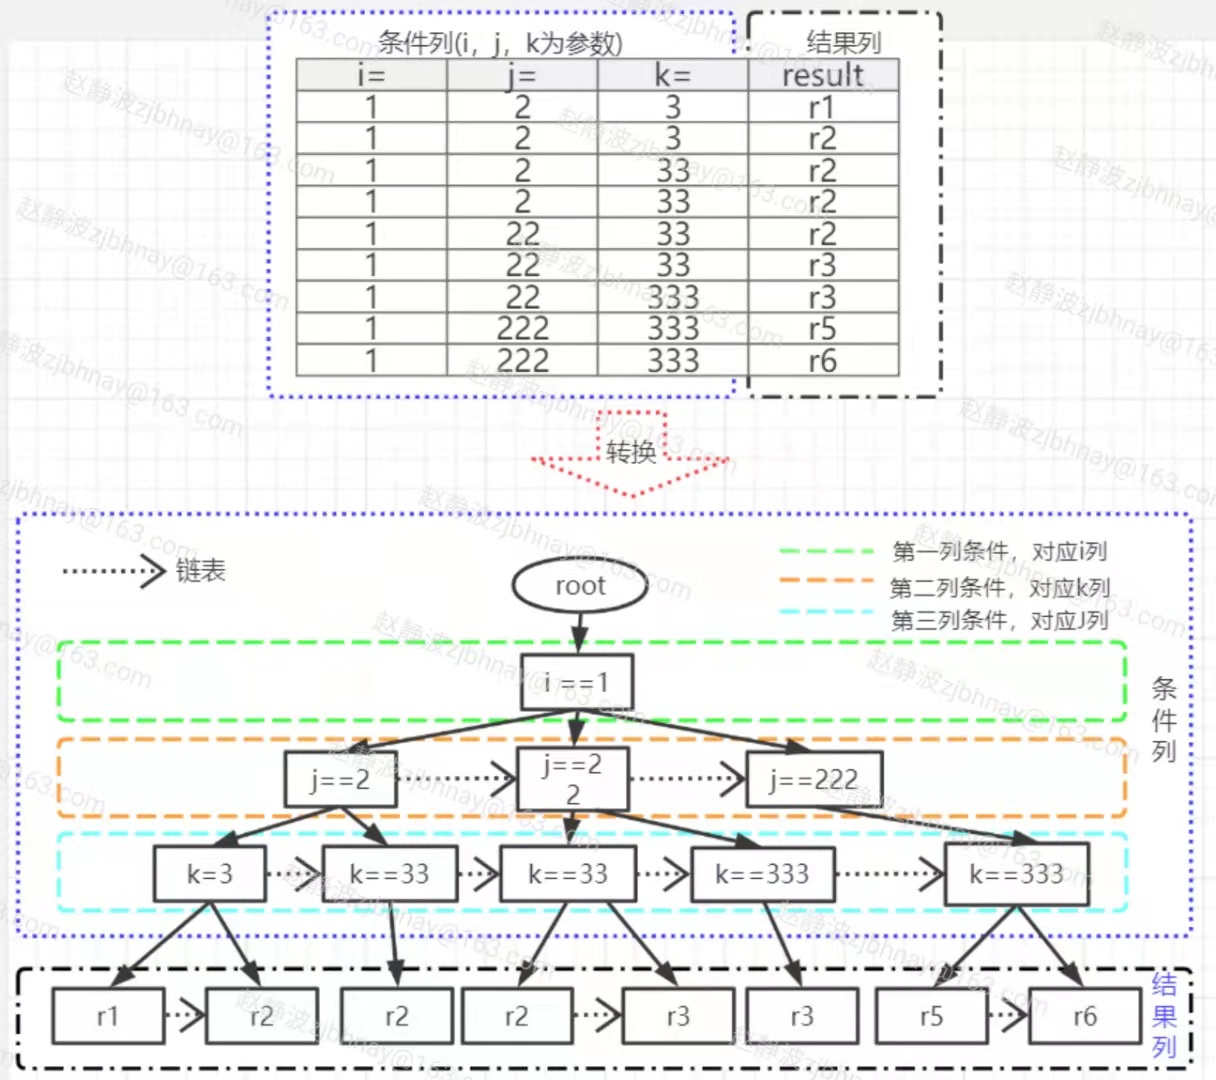 条件列(i，j，k为参数)
结果列
i= j= k= result
1 2 3 r1
1 2 3 r2
1 2 33 r2
1 2 33 r2
1 22 33 r2
1 22 33 r3
1 22 333 r3
1 222 333 r5
1 222 333 r6
转换
链表
root
第一列条件，对应i列
第二列条件，对应k列
第三列条件，对应J列
条件列
i ==1
j==2
j==2
2
j==222
k=3
k==33
k==33
k==333
k==333
r1
r2
r2
r2
r3
r3
r5
r6
结果列
赵静波zjbhnay@163.com